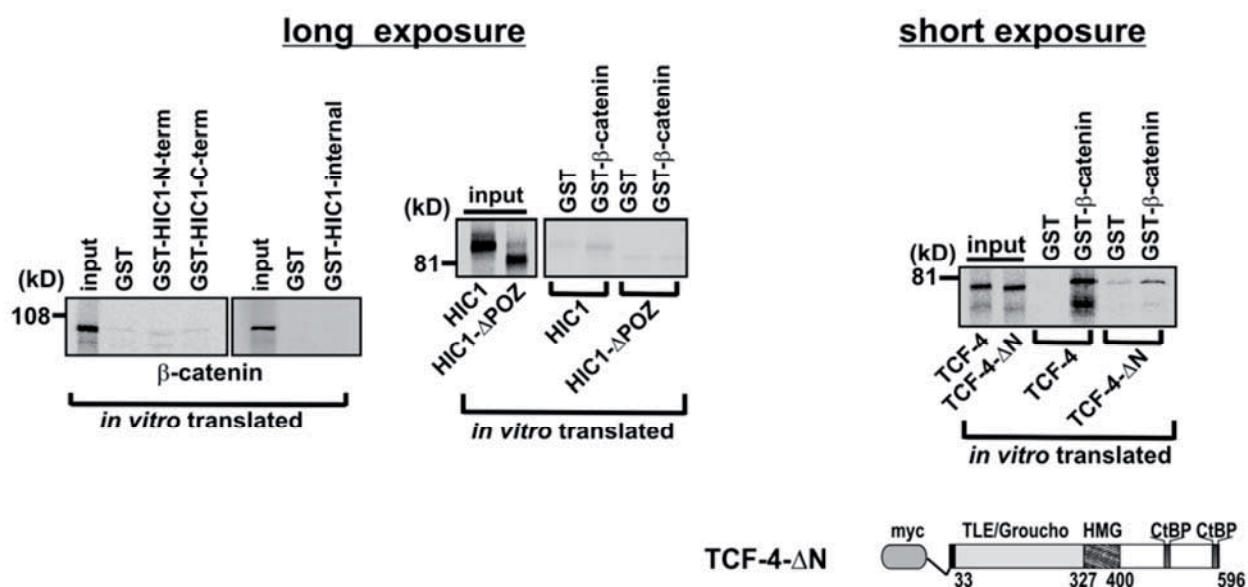 long exposure
short exposure
(kD)
input
GST
GST-HIC1-N-term
GST-HIC1-C-term
input
GST
GST-HIC1-internal
108
β-catenin
in vitro translated
(kD)
input
GST
GST-β-catenin
GST
GST-β-catenin
81
HIC1
HIC1-ΔPOZ
HIC1
HIC1-ΔPOZ
in vitro translated
(kD)
input
GST
GST-β-catenin
GST
GST-β-catenin
81
TCF-4
TCF-4-ΔN
TCF-4
TCF-4-ΔN
in vitro translated
TCF-4-ΔN
myc TLE/Groucho HMG CtBP CtBP
33 327 400 596